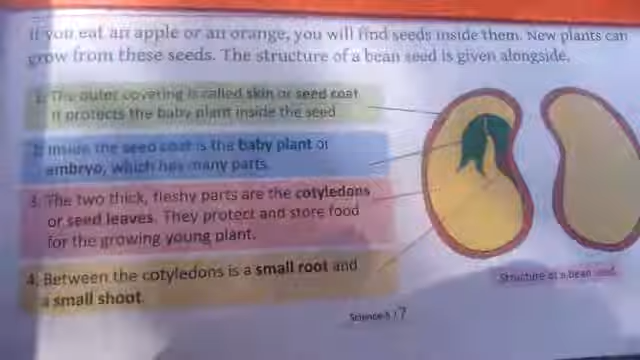 If you eat an apple or an orange, you will find seeds inside them. New plants can
grow from these seeds. The structure of a bean seed is given alongside.
1. The outer covering is called skin or seed coat.
It protects the baby plant inside the seed
2. Inside the seed coat is the baby plant or
embryo, which has many parts.
3. The two thick, fleshy parts are the cotyledons
or seed leaves. They protect and store food
for the growing young plant.
4. Between the cotyledons is a small root and
a small shoot.
Structure of a bean seed
Science-5 / 7